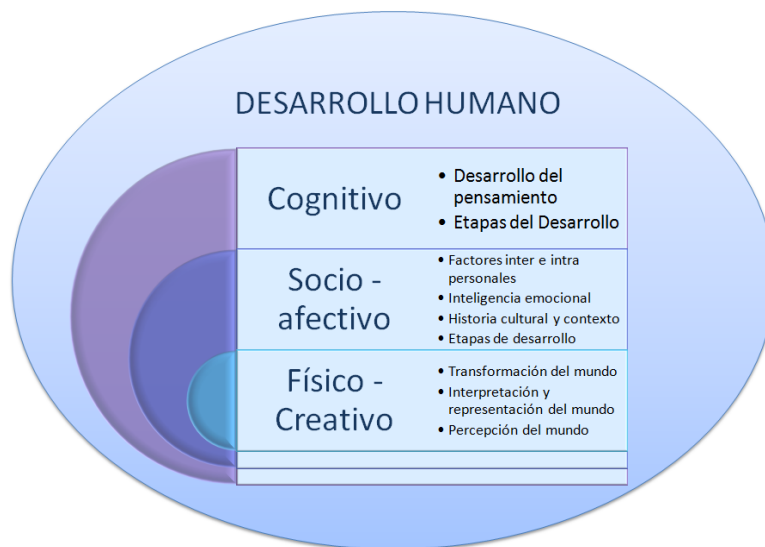 DESARROLLO HUMANO
Cognitivo
• Desarrollo del
pensamiento
• Etapas del Desarrollo
Socio -
afectivo
• Factores inter e intra
personales
• Inteligencia emocional
• Historia cultural y contexto
• Etapas de desarrollo
Físico -
Creativo
• Transformación del mundo
• Interpretación y
representación del mundo
• Percepción del mundo